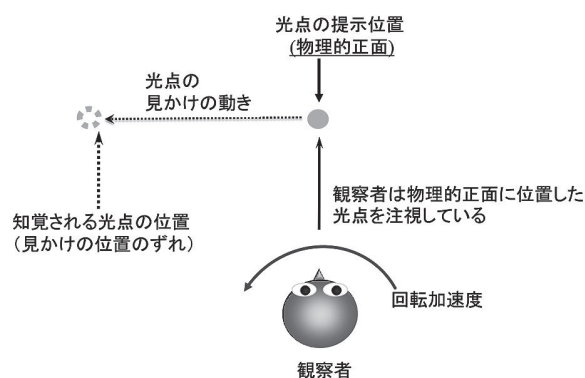 光点の提示位置
(物理的正面)
光点の
見かけの動き
知覚される光点の位置
(見かけの位置のずれ)
観察者は物理的正面に位置した
光点を注視している
回転加速度
観察者